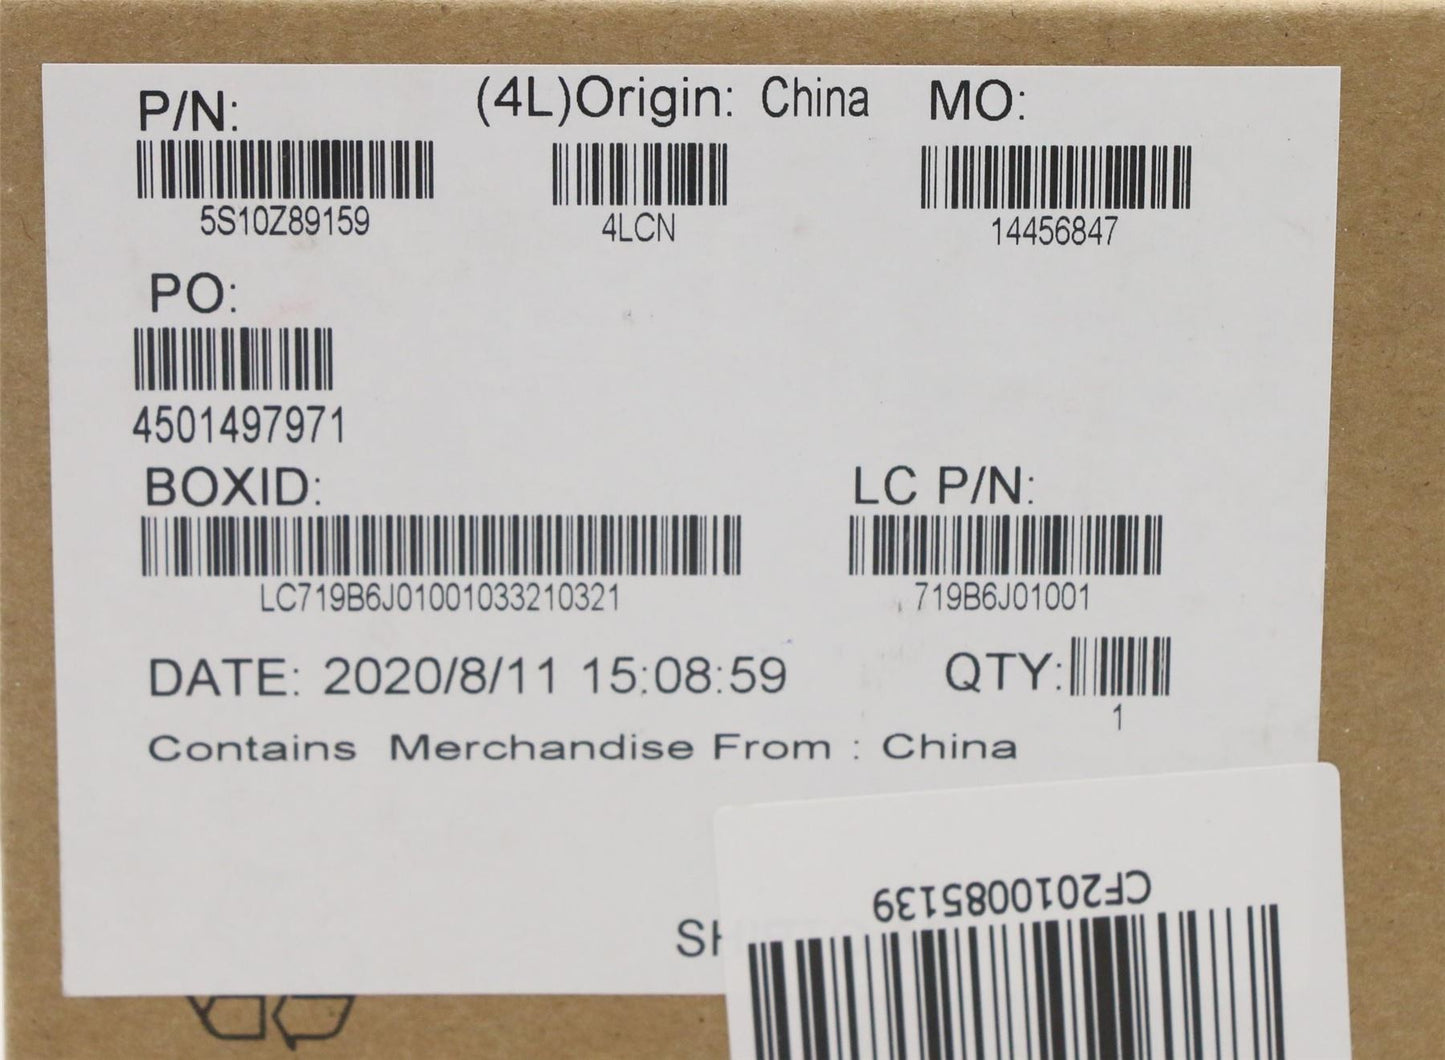 P/N: (4L)Origin: China MO:
5S10Z89159 4LCN 14456847
PO:
4501497971
BOXID: LC P/N:
LC719B6J01001033210321 719B6J01001
DATE: 2020/8/11 15:08:59 QTY:
1
Contains Merchandise From : China
CF2010085139